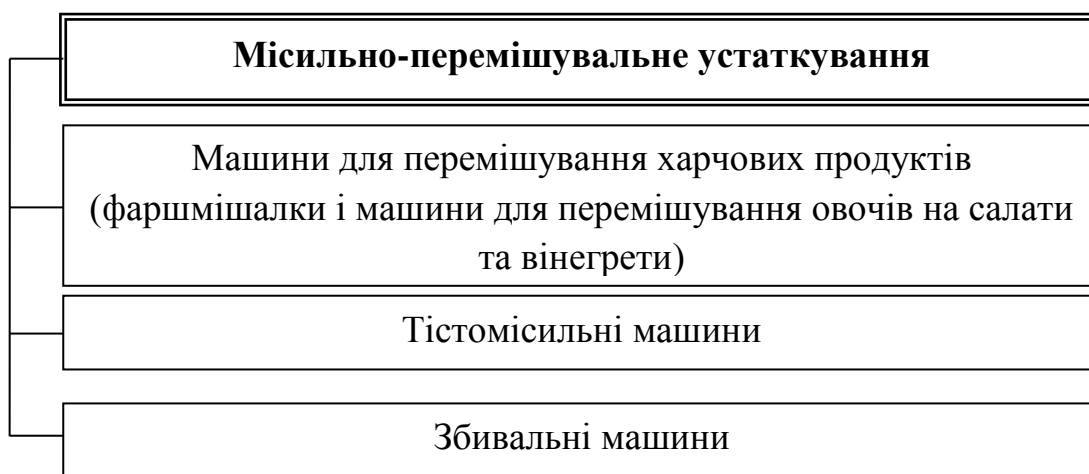 Місильно-перемішувальне устаткування
Машини для перемішування харчових продуктів
(фаршмішалки і машини для перемішування овочів на салати
та вінегрети)
Тістомісильні машини
Збивальні машини